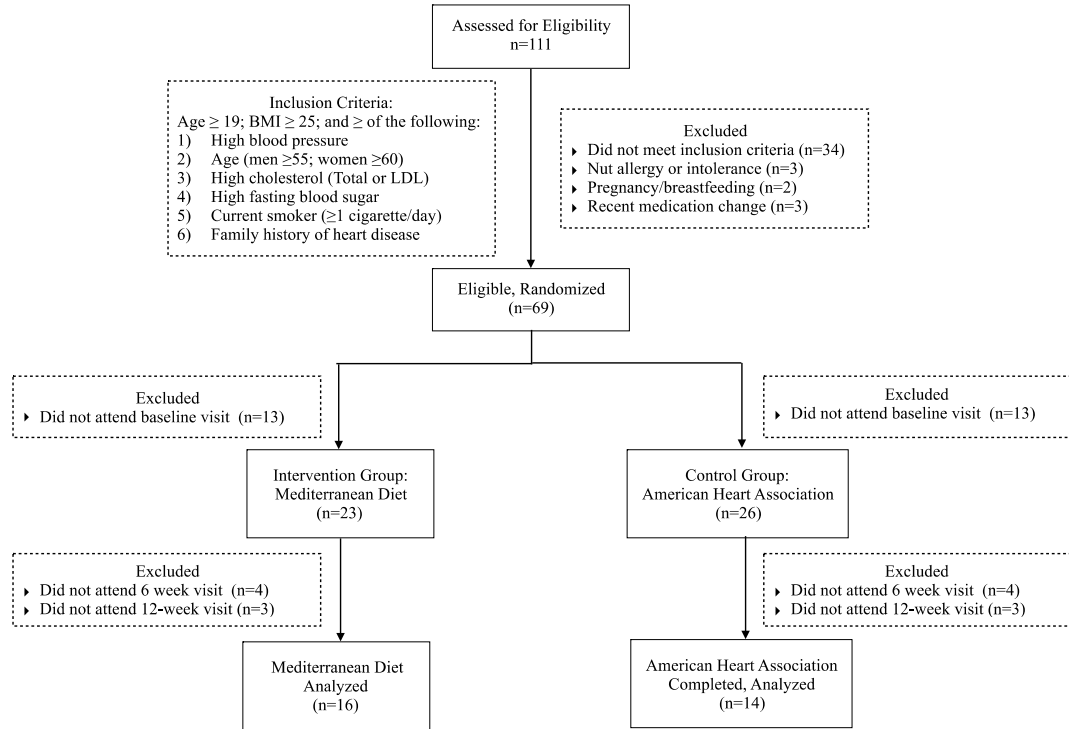 Assessed for Eligibility
n=111
Inclusion Criteria:
Age ≥ 19; BMI ≥ 25; and ≥ of the following:
1) High blood pressure
2) Age (men ≥55; women ≥60)
3) High cholesterol (Total or LDL)
4) High fasting blood sugar
5) Current smoker (≥1 cigarette/day)
6) Family history of heart disease
Excluded
Did not meet inclusion criteria (n=34)
Nut allergy or intolerance (n=3)
Pregnancy/breastfeeding (n=2)
Recent medication change (n=3)
Eligible, Randomized
(n=69)
Excluded
Did not attend baseline visit (n=13)
Excluded
Did not attend baseline visit (n=13)
Intervention Group:
Mediterranean Diet
(n=23)
Control Group:
American Heart Association
(n=26)
Excluded
Did not attend 6 week visit (n=4)
Did not attend 12-week visit (n=3)
Excluded
Did not attend 6 week visit (n=4)
Did not attend 12-week visit (n=3)
Mediterranean Diet
Analyzed
(n=16)
American Heart Association
Completed, Analyzed
(n=14)